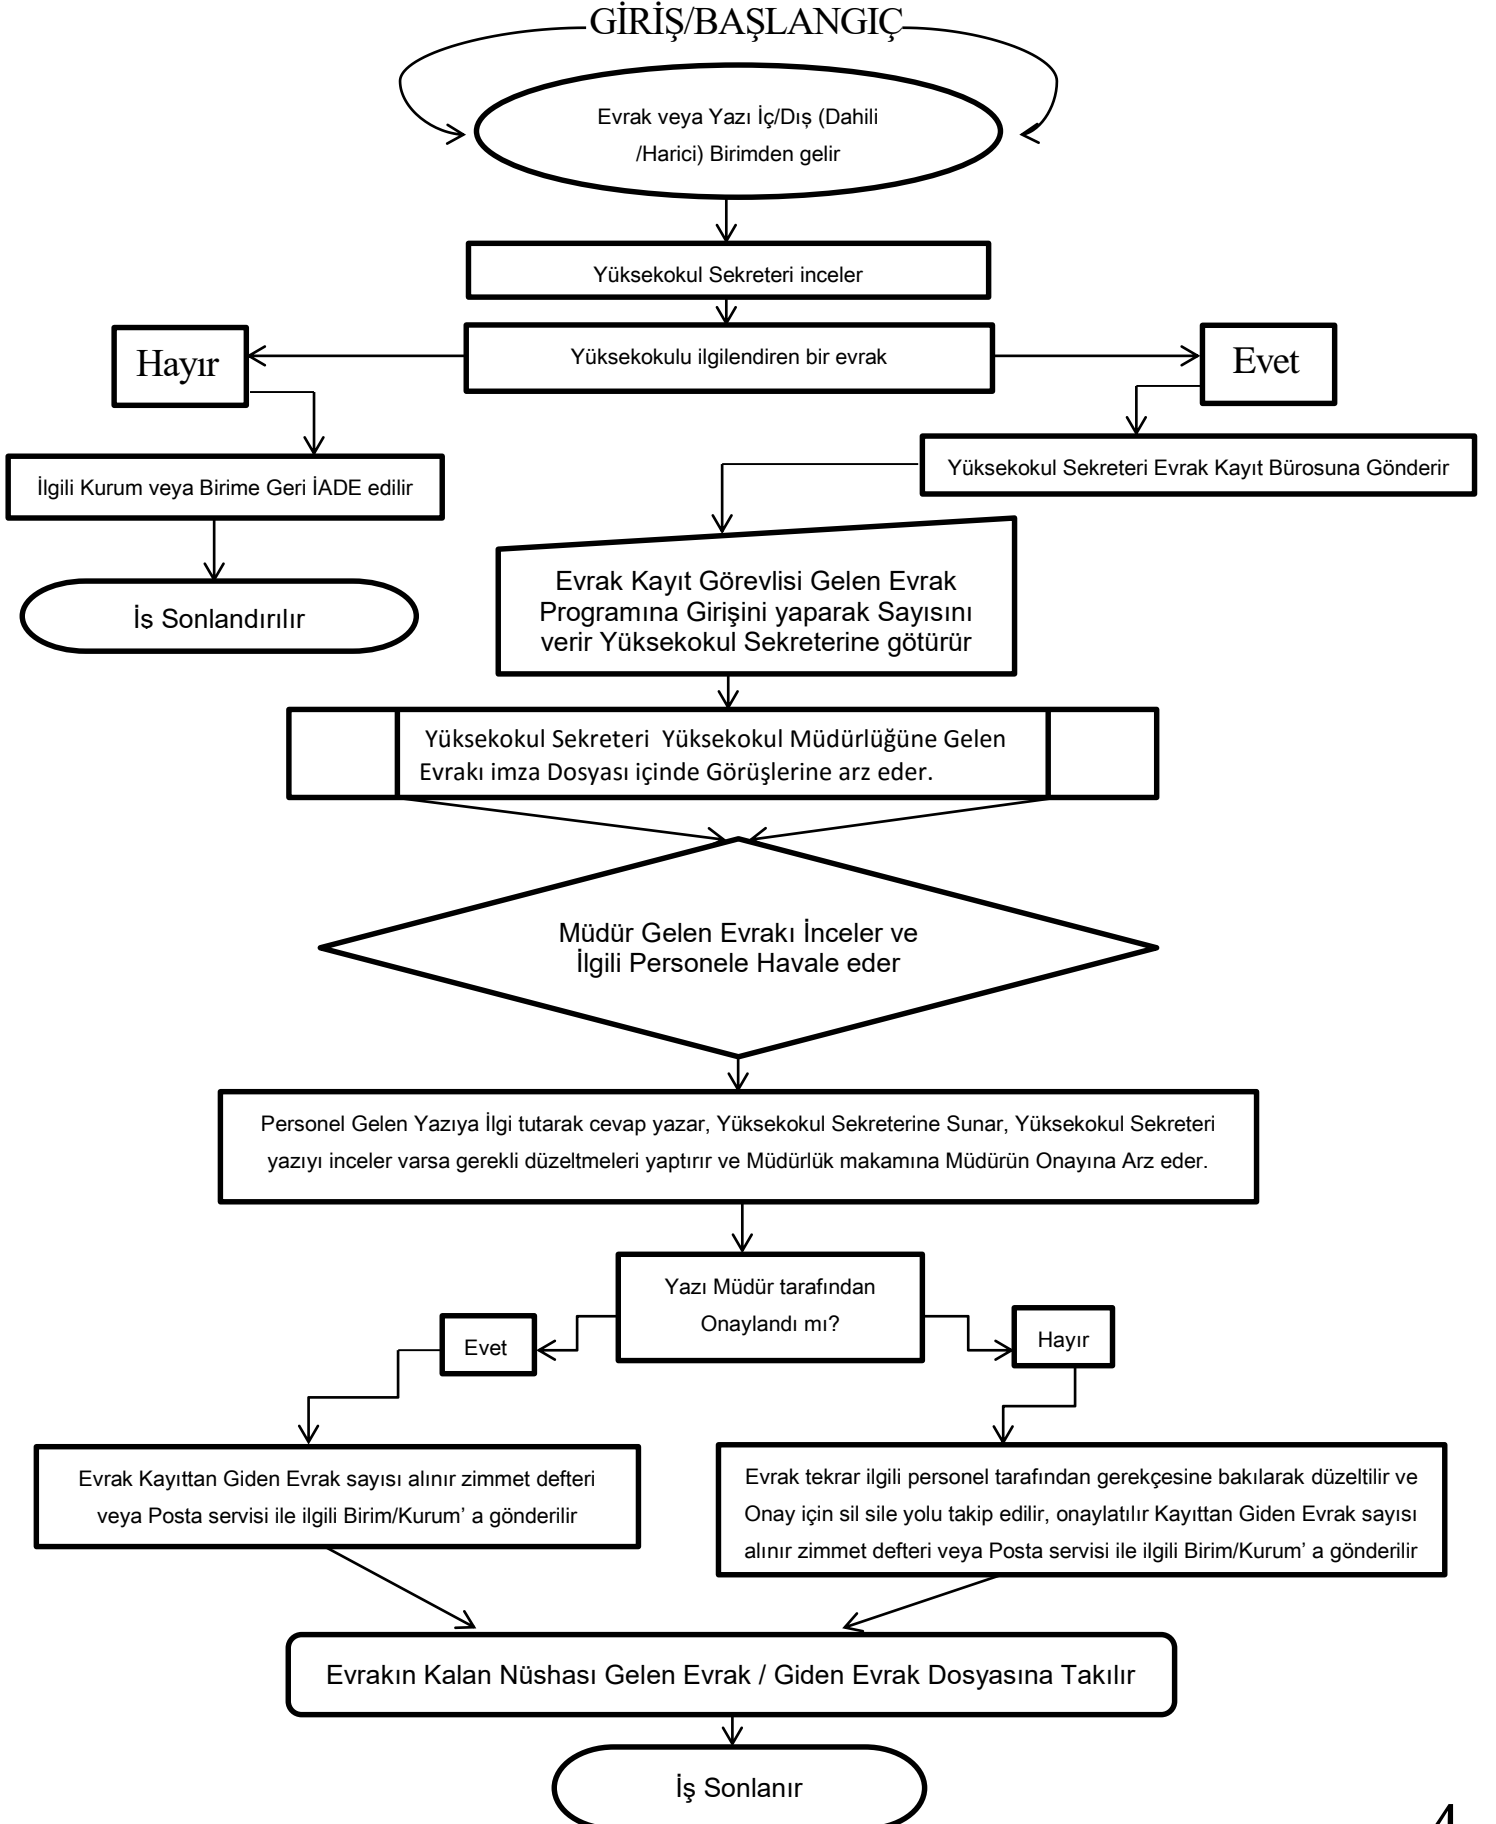 GİRİŞ/BAŞLANGIÇ
Evrak veya Yazı İç/Dış (Dahili
/Harici) Birimden gelir
Yüksekokul Sekreteri inceler
Hayır
Yüksekokulu ilgilendiren bir evrak
Evet
Yüksekokul Sekreteri Evrak Kayıt Bürosuna Gönderir
İlgili Kurum veya Birime Geri İADE edilir
İs Sonlandırılır
Evrak Kayıt Görevlisi Gelen Evrak
Programına Girişini yaparak Sayısını
verir Yüksekokul Sekreterine götürür
Yüksekokul Sekreteri Yüksekokul Müdürlüğüne Gelen
Evrakı imza Dosyası içinde Görüşlerine arz eder.
Müdür Gelen Evrakı İnceler ve
İlgili Personele Havale eder
Personel Gelen Yazıya İlgi tutarak cevap yazar, Yüksekokul Sekreterine Sunar, Yüksekokul Sekreteri
yazıyı inceler varsa gerekli düzeltmeleri yaptırır ve Müdürlük makamına Müdürün Onayına Arz eder.
Yazı Müdür tarafından
Onaylandı mı?
Evet
Hayır
Evrak Kayıttan Giden Evrak sayısı alınır zimmet defteri
veya Posta servisi ile ilgili Birim/Kurum’ a gönderilir
Evrak tekrar ilgili personel tarafından gerekçesine bakılarak düzeltilir ve
Onay için sil sile yolu takip edilir, onaylatılır Kayıttan Giden Evrak sayısı
alınır zimmet defteri veya Posta servisi ile ilgili Birim/Kurum’ a gönderilir
Evrakın Kalan Nüshası Gelen Evrak / Giden Evrak Dosyasına Takılır
İş Sonlanır
4